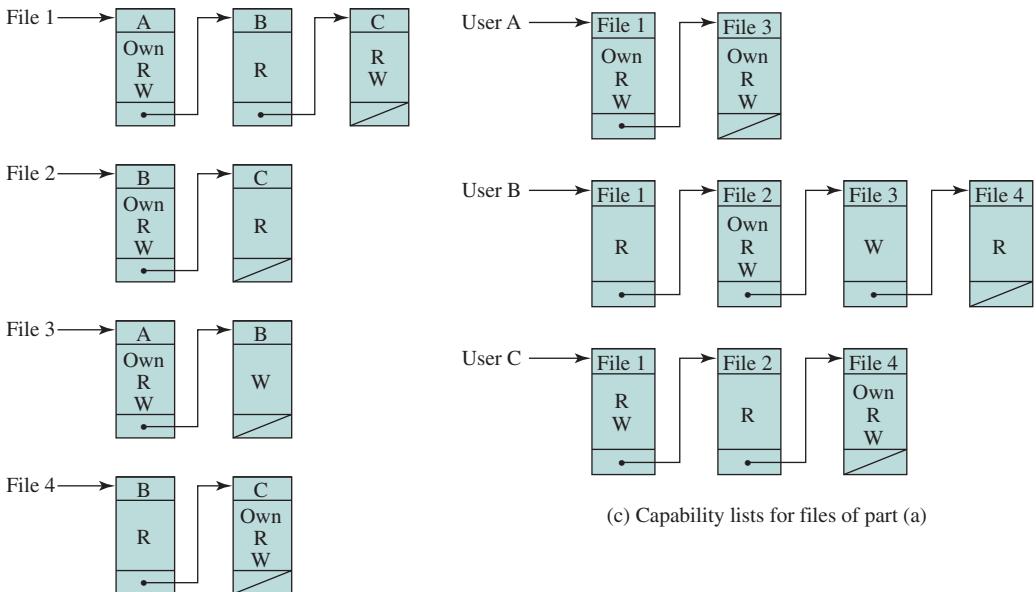 File 1
A
Own
R
W
B
R
C
R
W
File 2
B
Own
R
W
C
R
File 3
A
Own
R
W
B
W
File 4
B
R
C
Own
R
W
User A
File 1
Own
R
W
File 3
Own
R
W
User B
File 1
R
File 2
Own
R
W
File 3
W
File 4
R
User C
File 1
R
W
File 2
R
File 4
Own
R
W
(c) Capability lists for files of part (a)